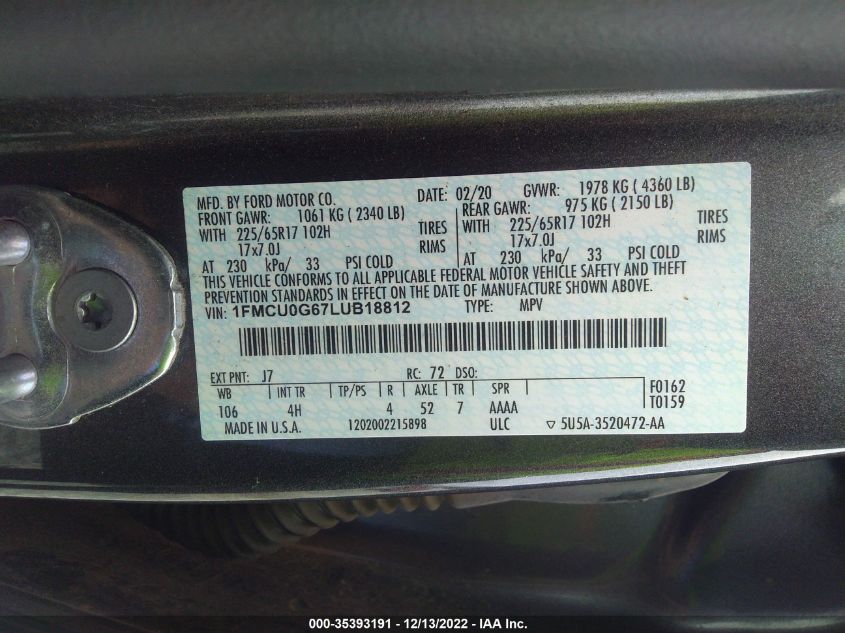 MFD. BY FORD MOTOR CO. DATE: 02/20 GVWR: 1978 KG ( 4360 LB)
FRONT GAWR: 1061 KG ( 2340 LB) REAR GAWR: 975 KG ( 2150 LB)
WITH 225/65R17 102H TIRES WITH 225/65R17 102H TIRES
17x7.0J RIMS 17x7.0J RIMS
AT 230 kPa/ 33 PSI COLD AT 230 kPa/ 33 PSI COLD
THIS VEHICLE CONFORMS TO ALL APPLICABLE FEDERAL MOTOR VEHICLE SAFETY AND THEFT
PREVENTION STANDARDS IN EFFECT ON THE DATE OF MANUFACTURE SHOWN ABOVE.
VIN: 1FMCU0G67LUB18812 TYPE: MPV
EXT PNT: J7 RC: 72 DSO:
WB INT TR TP/PS R AXLE TR SPR F0162
106 4H 4 52 7 AAAA T0159
MADE IN U.S.A. 1202002215898 ULC ▽ 5U5A-3520472-AA
000-35393191 - 12/13/2022 - IAA Inc.